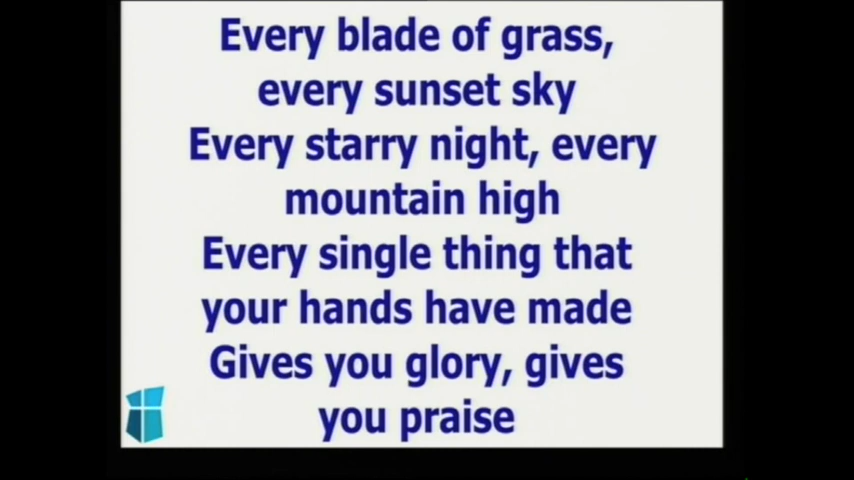 Every blade of grass,
every sunset sky
Every starry night, every
mountain high
Every single thing that
your hands have made
Gives you glory, gives
you praise